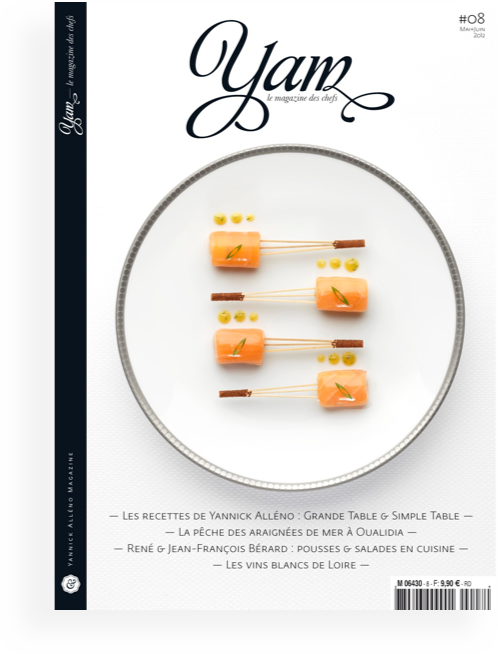 #08
Mai•Juin
2012
Yam
le magazine des chefs
Yam — le magazine des chefs
Yannick Alléno Magazine
— Les recettes de Yannick Alléno : Grande Table & Simple Table —
— La pêche des araignées de mer à Oualidia —
— René & Jean-François Bérard : pousses & salades en cuisine —
— Les vins blancs de Loire —
M 06430 - 8 - F: 9,90 € - RD